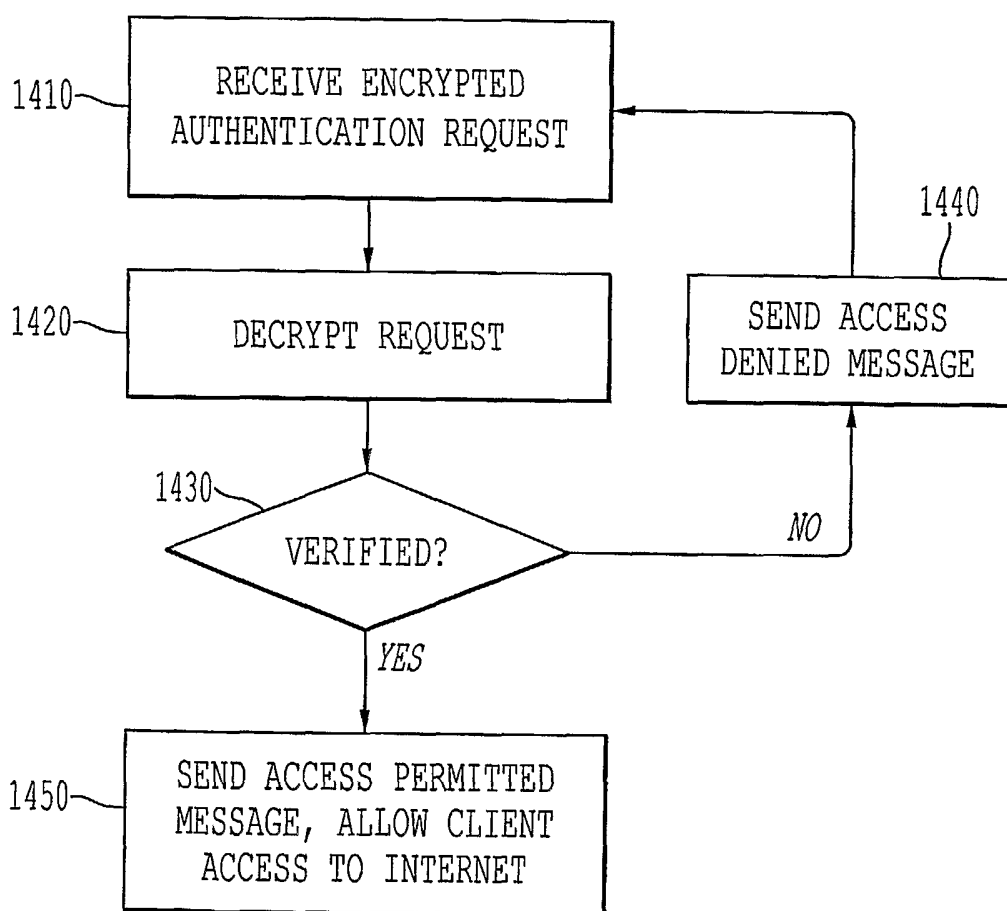 1410
RECEIVE ENCRYPTED
AUTHENTICATION REQUEST
1420
DECRYPT REQUEST
1440
SEND ACCESS
DENIED MESSAGE
1430
VERIFIED?
NO
YES
1450
SEND ACCESS PERMITTED
MESSAGE, ALLOW CLIENT
ACCESS TO INTERNET